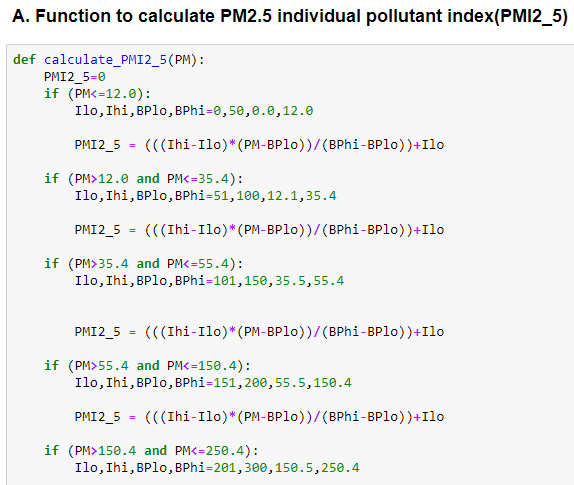 A. Function to calculate PM2.5 individual pollutant index(PMI2_5)
def calculate_PMI2_5(PM):
    PMI2_5=0
    if (PM<=12.0):
        Ilo,Ihi,BPlo,BPhi=0,50,0.0,12.0
        PMI2_5 = (((Ihi-Ilo)*(PM-BPlo))/(BPhi-BPlo))+Ilo
    if (PM>12.0 and PM<=35.4):
        Ilo,Ihi,BPlo,BPhi=51,100,12.1,35.4
        PMI2_5 = (((Ihi-Ilo)*(PM-BPlo))/(BPhi-BPlo))+Ilo
    if (PM>35.4 and PM<=55.4):
        Ilo,Ihi,BPlo,BPhi=101,150,35.5,55.4
        PMI2_5 = (((Ihi-Ilo)*(PM-BPlo))/(BPhi-BPlo))+Ilo
    if (PM>55.4 and PM<=150.4):
        Ilo,Ihi,BPlo,BPhi=151,200,55.5,150.4
        PMI2_5 = (((Ihi-Ilo)*(PM-BPlo))/(BPhi-BPlo))+Ilo
    if (PM>150.4 and PM<=250.4):
        Ilo,Ihi,BPlo,BPhi=201,300,150.5,250.4